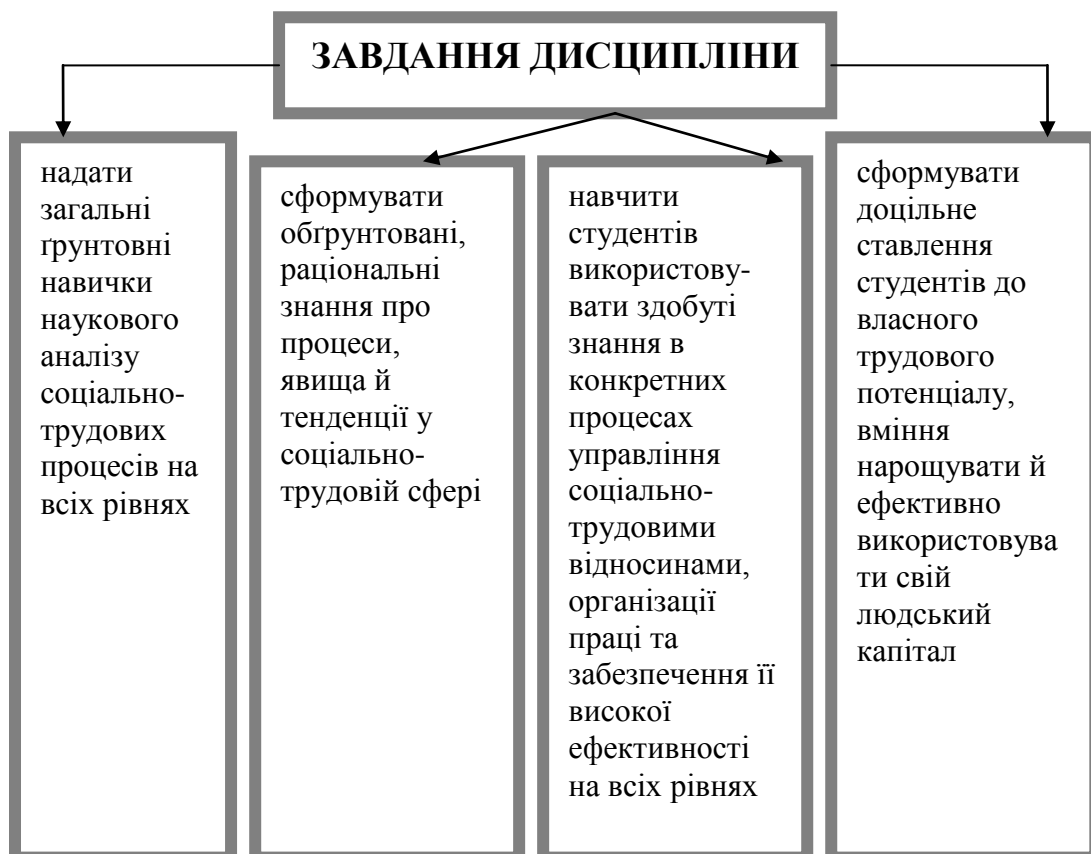 ЗАВДАННЯ ДИСЦИПЛІНИ
надати
загальні
ґрунтовні
навички
наукового
аналізу
соціально-
трудових
процесів на
всіх рівнях
сформувати
обґрунтовані,
раціональні
знання про
процеси,
явища й
тенденції у
соціально-
трудовій сфері
навчити
студентів
використову-
вати здобуті
знання в
конкретних
процесах
управління
соціально-
трудовими
відносинами,
організації
праці та
забезпечення її
високої
ефективності
на всіх рівнях
сформувати
доцільне
ставлення
студентів до
власного
трудового
потенціалу,
вміння
нарощувати й
ефективно
використовува
ти свій
людський
капітал